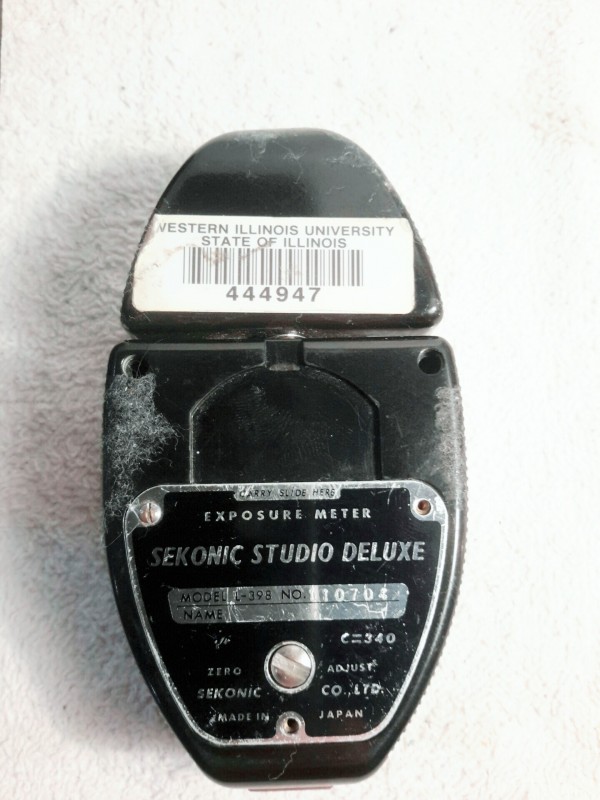 WESTERN ILLINOIS UNIVERSITY
STATE OF ILLINOIS
444947
CARRY SLIDE HERE
EXPOSURE METER
SEKONIC STUDIO DELUXE
MODEL L-398 NO.
NAME
C=340
ZERO ADJUST
SEKONIC CO., LTD.
MADE IN JAPAN